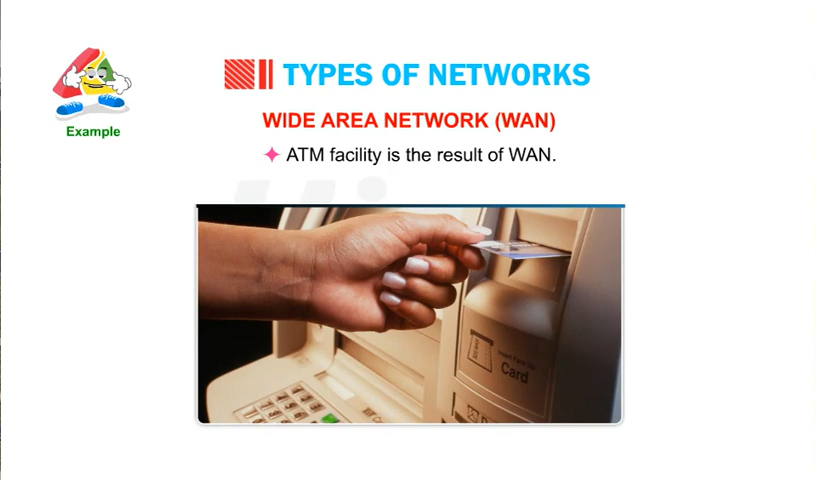 TYPES OF NETWORKS
WIDE AREA NETWORK (WAN)
Example
ATM facility is the result of WAN.
Card